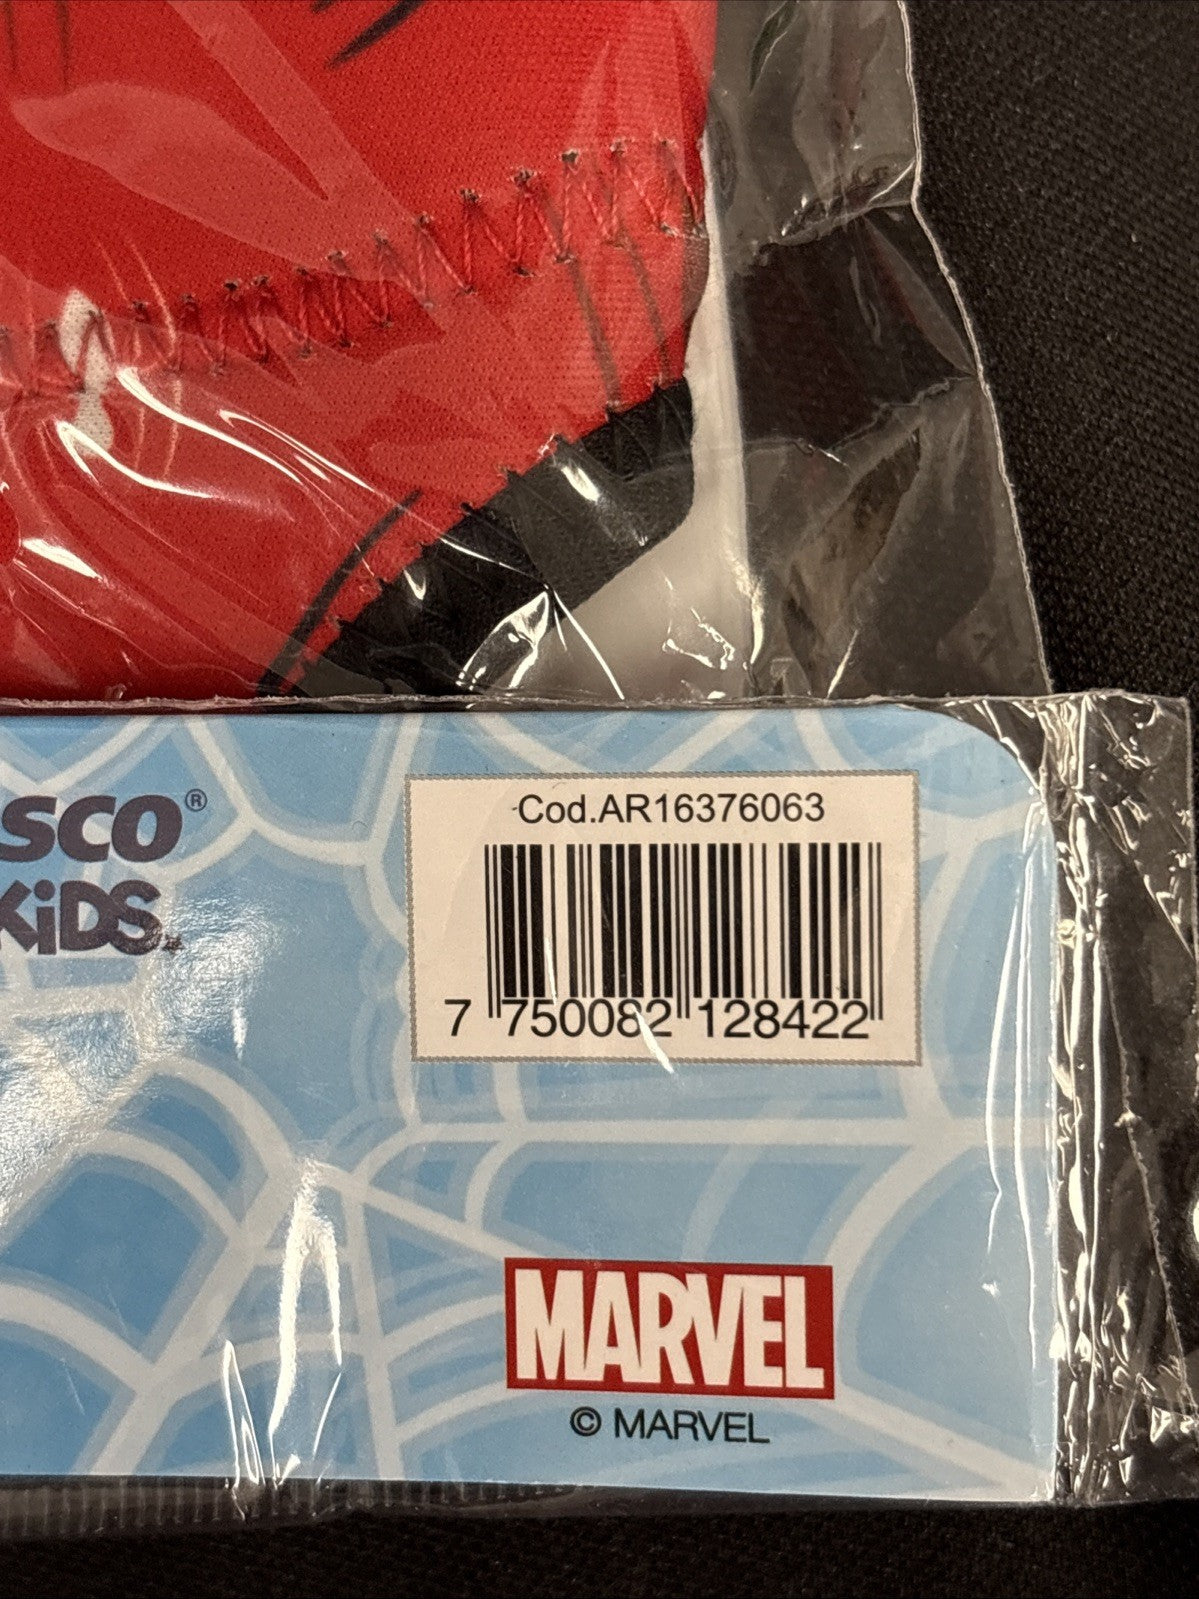 Cod.AR16376063
SCO®
KiDS
7 750082 128422
MARVEL
© MARVEL